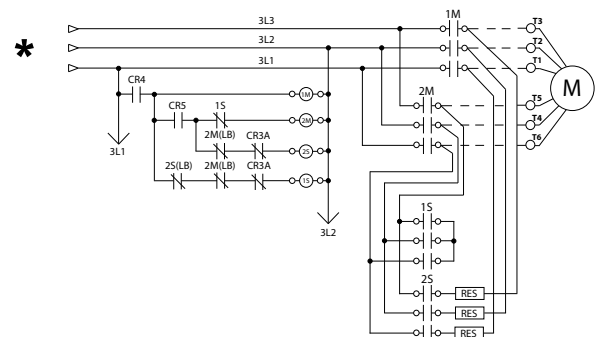 3L3
1M
T3
*
3L2
T2
3L1
T1
M
CR4
2M
1M
T5
CR5
1S
T4
2M
T6
2M(LB)
CR3A
2S
3L1
2S(LB)
2M(LB)
CR3A
1S
1S
3L2
2S
RES
RES
RES